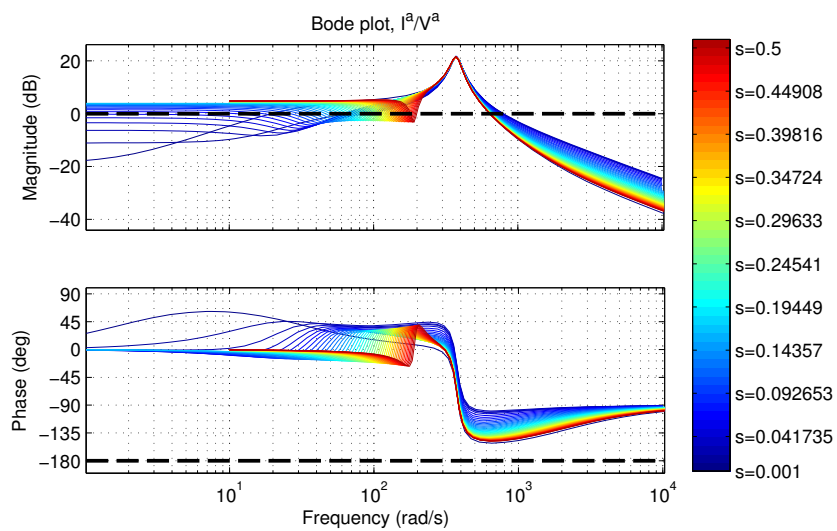 Bode plot, I^a/V^a
20
0
−20
−40
Magnitude (dB)
90
45
0
−45
−90
−135
−180
Phase (deg)
10^1
10^2
10^3
10^4
Frequency (rad/s)
s=0.5
s=0.44908
s=0.39816
s=0.34724
s=0.29633
s=0.24541
s=0.19449
s=0.14357
s=0.092653
s=0.041735
s=0.001